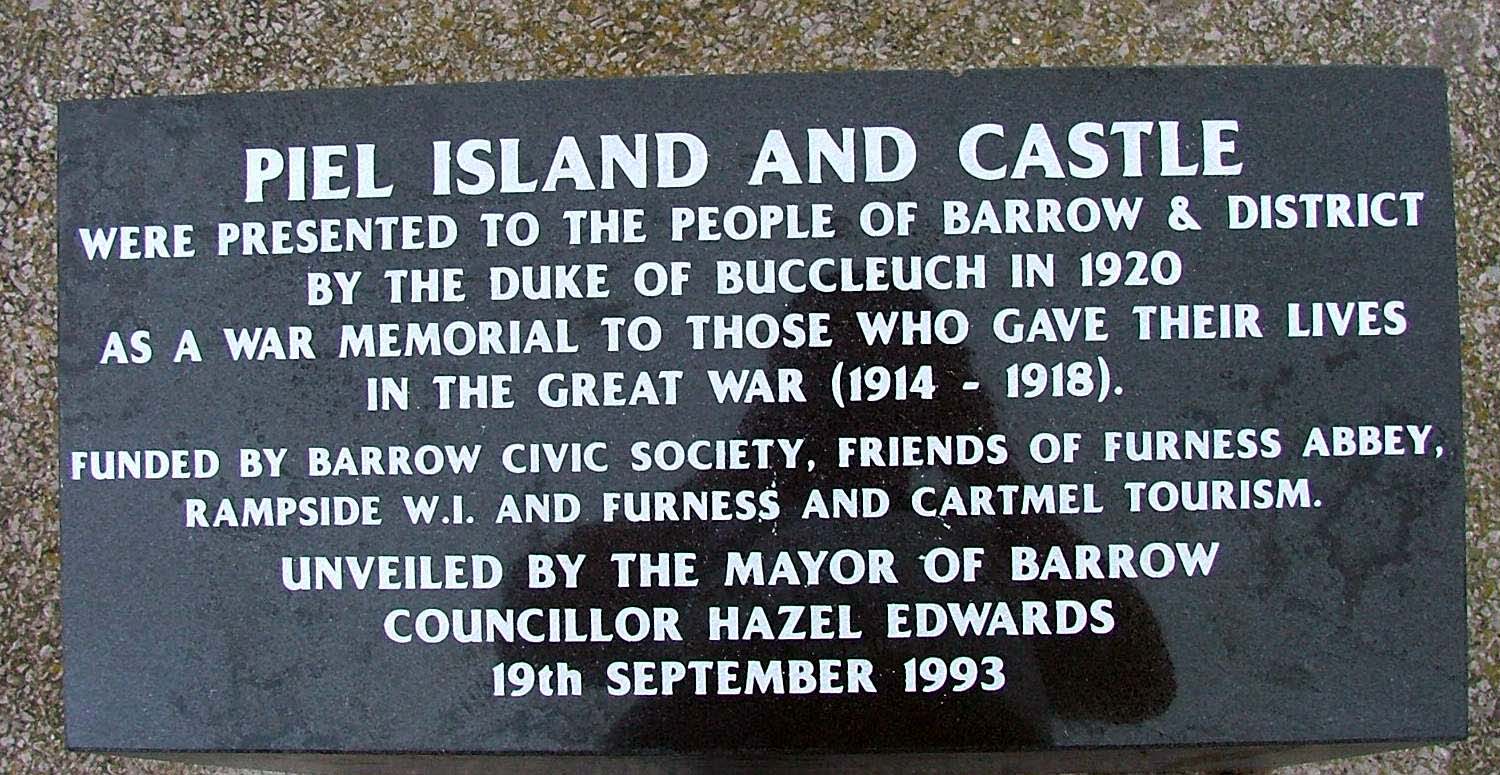 PIEL ISLAND AND CASTLE
WERE PRESENTED TO THE PEOPLE OF BARROW & DISTRICT
BY THE DUKE OF BUCCLEUCH IN 1920
AS A WAR MEMORIAL TO THOSE WHO GAVE THEIR LIVES
IN THE GREAT WAR (1914 - 1918).
FUNDED BY BARROW CIVIC SOCIETY, FRIENDS OF FURNESS ABBEY,
RAMPSIDE W.I. AND FURNESS AND CARTMEL TOURISM.
UNVEILED BY THE MAYOR OF BARROW
COUNCILLOR HAZEL EDWARDS
19th SEPTEMBER 1993